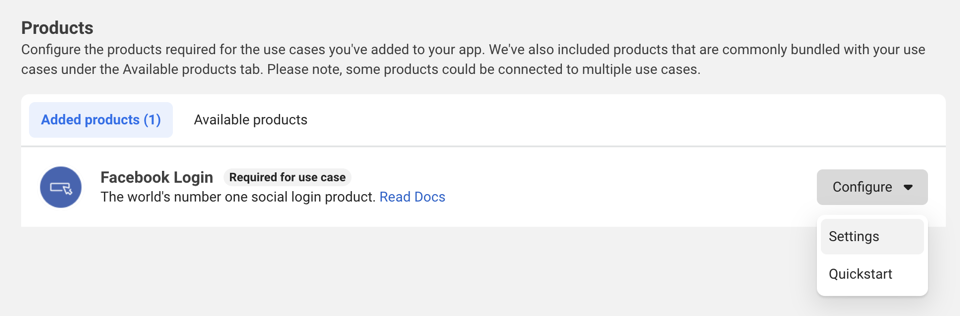 Products
Configure the products required for the use cases you've added to your app. We've also included products that are commonly bundled with your use
cases under the Available products tab. Please note, some products could be connected to multiple use cases.
Added products (1) Available products
Facebook Login Required for use case
The world's number one social login product. Read Docs
Configure
Settings
Quickstart